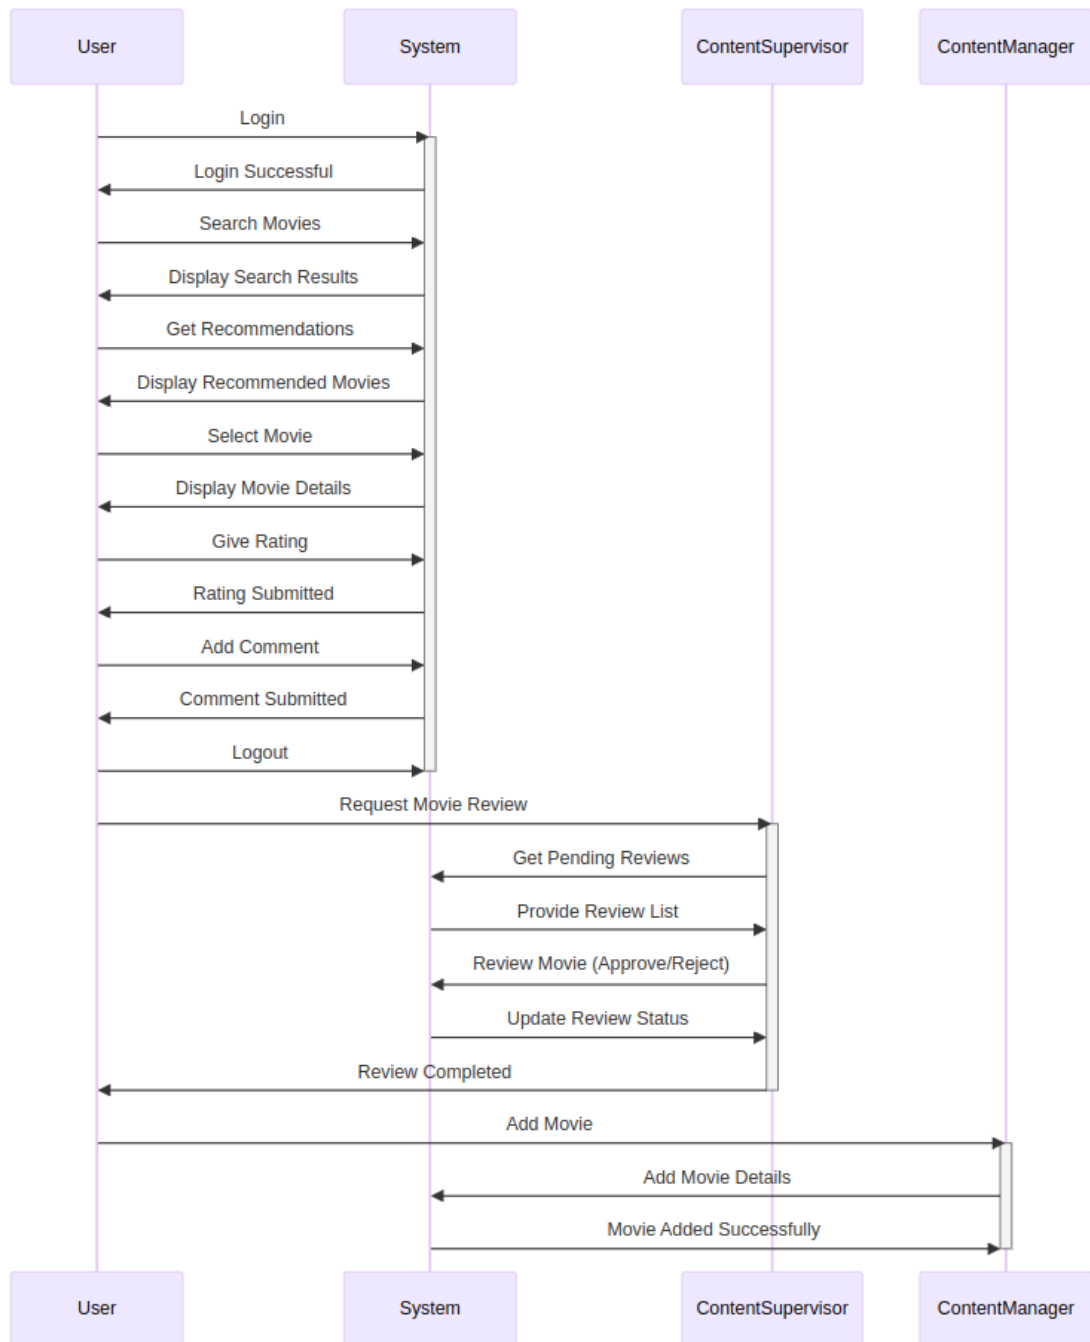 User
System
ContentSupervisor
ContentManager
Login
Login Successful
Search Movies
Display Search Results
Get Recommendations
Display Recommended Movies
Select Movie
Display Movie Details
Give Rating
Rating Submitted
Add Comment
Comment Submitted
Logout
Request Movie Review
Get Pending Reviews
Provide Review List
Review Movie (Approve/Reject)
Update Review Status
Review Completed
Add Movie
Add Movie Details
Movie Added Successfully
User
System
ContentSupervisor
ContentManager